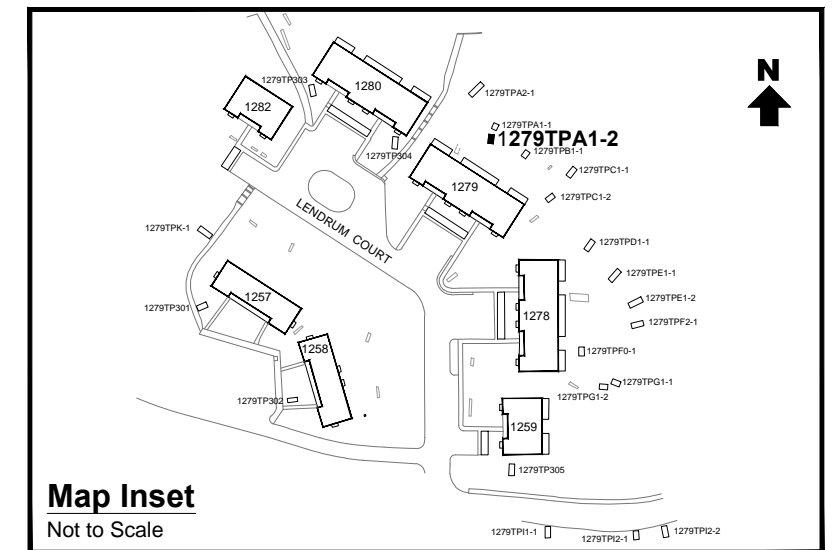 1279TP303
1280
1282
1279TPA2-1
N
1279TPA1-1
1279TPA1-2
1279TP304
1279TPB1-1
1279TPC1-1
1279
1279TPC1-2
LENDRUM COURT
1279TPK-1
1279TPD1-1
1279TPE1-1
1257
1279TPE1-2
1279TP301
1278
1279TPF2-1
1258
1279TPF0-1
1279TPG1-1
1279TPG1-2
1279TP302
1259
1279TP305
Map Inset
Not to Scale
1279TPI1-1
1279TPI2-1
1279TPI2-2